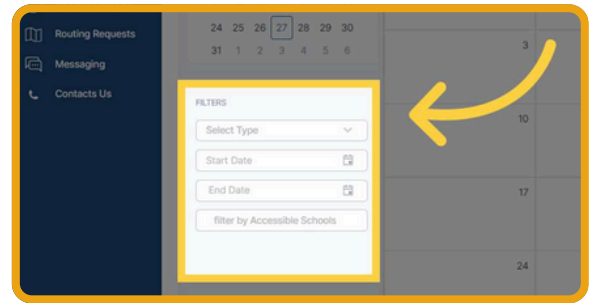 Routing Requests
Messaging
Contacts Us
24 25 26 27 28 29 30
31 1 2 3 4 5 6
FILTERS
Select Type
Start Date
End Date
filter by Accessible Schools
3
10
17
24